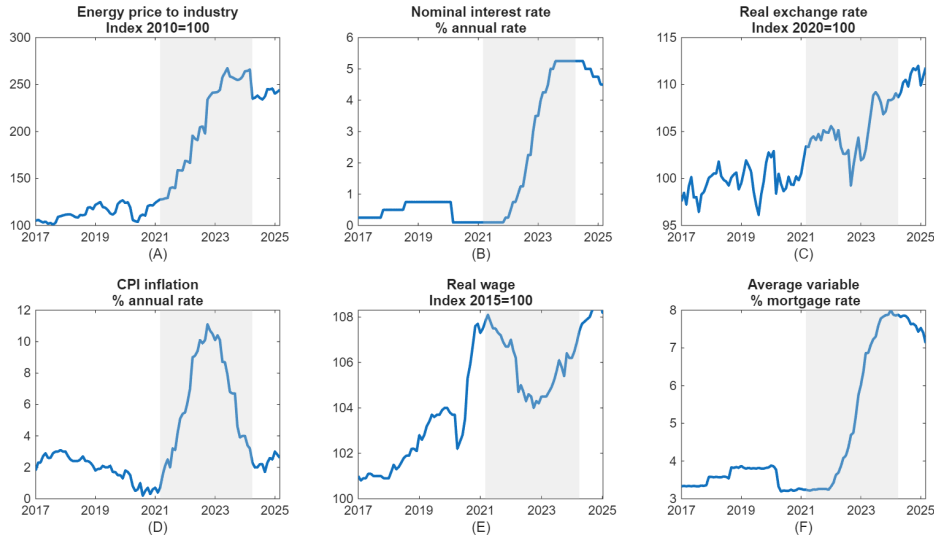 Energy price to industry
Index 2010=100
300
250
200
150
100
2017 2019 2021 2023 2025
(A)
Nominal interest rate
% annual rate
6
5
4
3
2
1
0
2017 2019 2021 2023 2025
(B)
Real exchange rate
Index 2020=100
115
110
105
100
95
2017 2019 2021 2023 2025
(C)
CPI inflation
% annual rate
12
10
8
6
4
2
0
2017 2019 2021 2023 2025
(D)
Real wage
Index 2015=100
108
106
104
102
100
2017 2019 2021 2023 2025
(E)
Average variable
% mortgage rate
8
7
6
5
4
3
2017 2019 2021 2023 2025
(F)